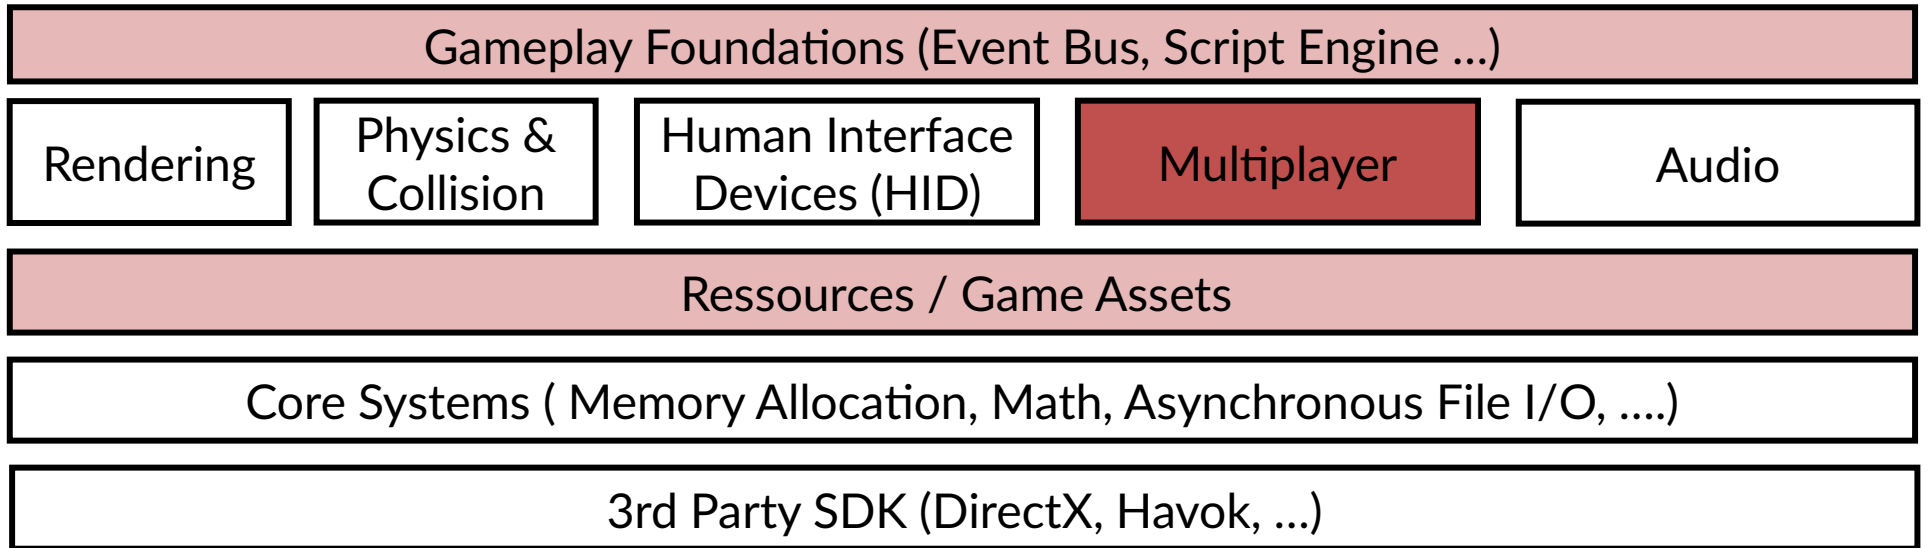 Gameplay Foundations (Event Bus, Script Engine ...)
Rendering
Physics &
Collision
Human Interface
Devices (HID)
Multiplayer
Audio
Ressources / Game Assets
Core Systems ( Memory Allocation, Math, Asynchronous File I/O, ....)
3rd Party SDK (DirectX, Havok, ...)